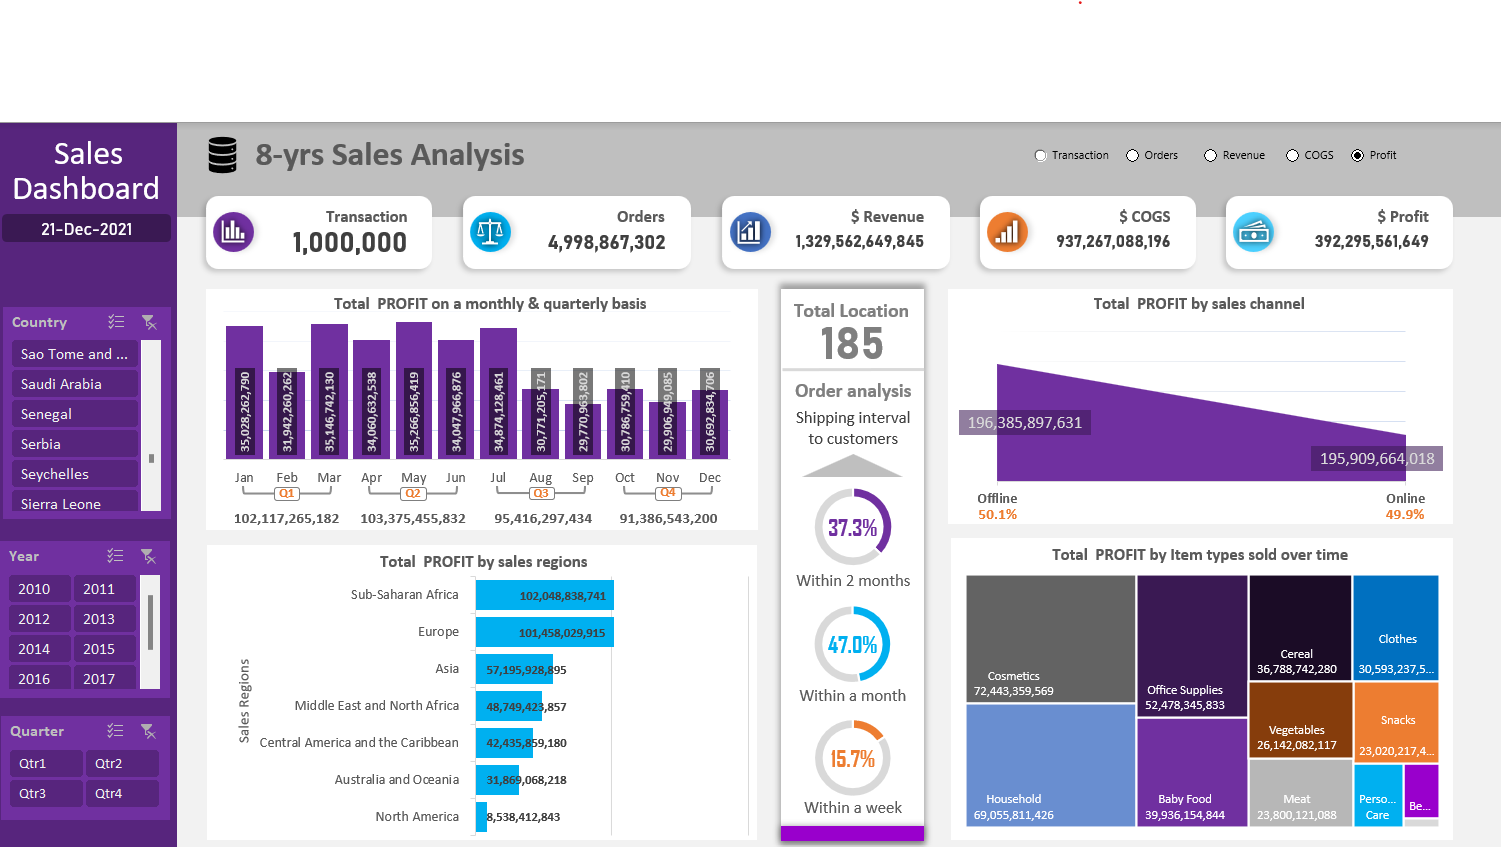 Sales
Dashboard
21-Dec-2021
8-yrs Sales Analysis
Transaction
Orders
Revenue
COGS
Profit
Transaction
1,000,000
Orders
4,998,867,302
$ Revenue
1,329,562,649,845
$ COGS
937,267,088,196
$ Profit
392,295,561,649
Country
Sao Tome and ...
Saudi Arabia
Senegal
Serbia
Seychelles
Sierra Leone
Year
2010 2011
2012 2013
2014 2015
2016 2017
Quarter
Qtr1 Qtr2
Qtr3 Qtr4
Total PROFIT on a monthly & quarterly basis
35,028,262,790
31,942,260,262
35,146,742,130
34,060,632,538
35,266,856,419
34,047,966,876
34,874,128,461
30,771,205,171
29,770,963,802
30,786,759,410
29,906,949,085
30,692,834,706
Jan Feb Mar Apr May Jun Jul Aug Sep Oct Nov Dec
Q1 Q2 Q3 Q4
102,117,265,182 103,375,455,832 95,416,297,434 91,386,543,200
Total PROFIT by sales regions
Sales Regions
Sub-Saharan Africa 102,048,838,741
Europe 101,458,029,915
Asia 57,195,928,895
Middle East and North Africa 48,749,423,857
Central America and the Caribbean 42,435,859,180
Australia and Oceania 31,869,068,218
North America 8,538,412,843
Total Location
185
Order analysis
Shipping interval
to customers
37.3%
Within 2 months
47.0%
Within a month
15.7%
Within a week
Total PROFIT by sales channel
196,385,897,631
195,909,664,018
Offline Online
50.1% 49.9%
Total PROFIT by Item types sold over time
Cosmetics
72,443,359,569
Household
69,055,811,426
Office Supplies
52,478,345,833
Baby Food
39,936,154,844
Cereal
36,788,742,280
Vegetables
26,142,082,117
Meat
23,800,121,088
Clothes
30,593,237,5...
Snacks
23,020,217,4...
Perso...
Care
Be...